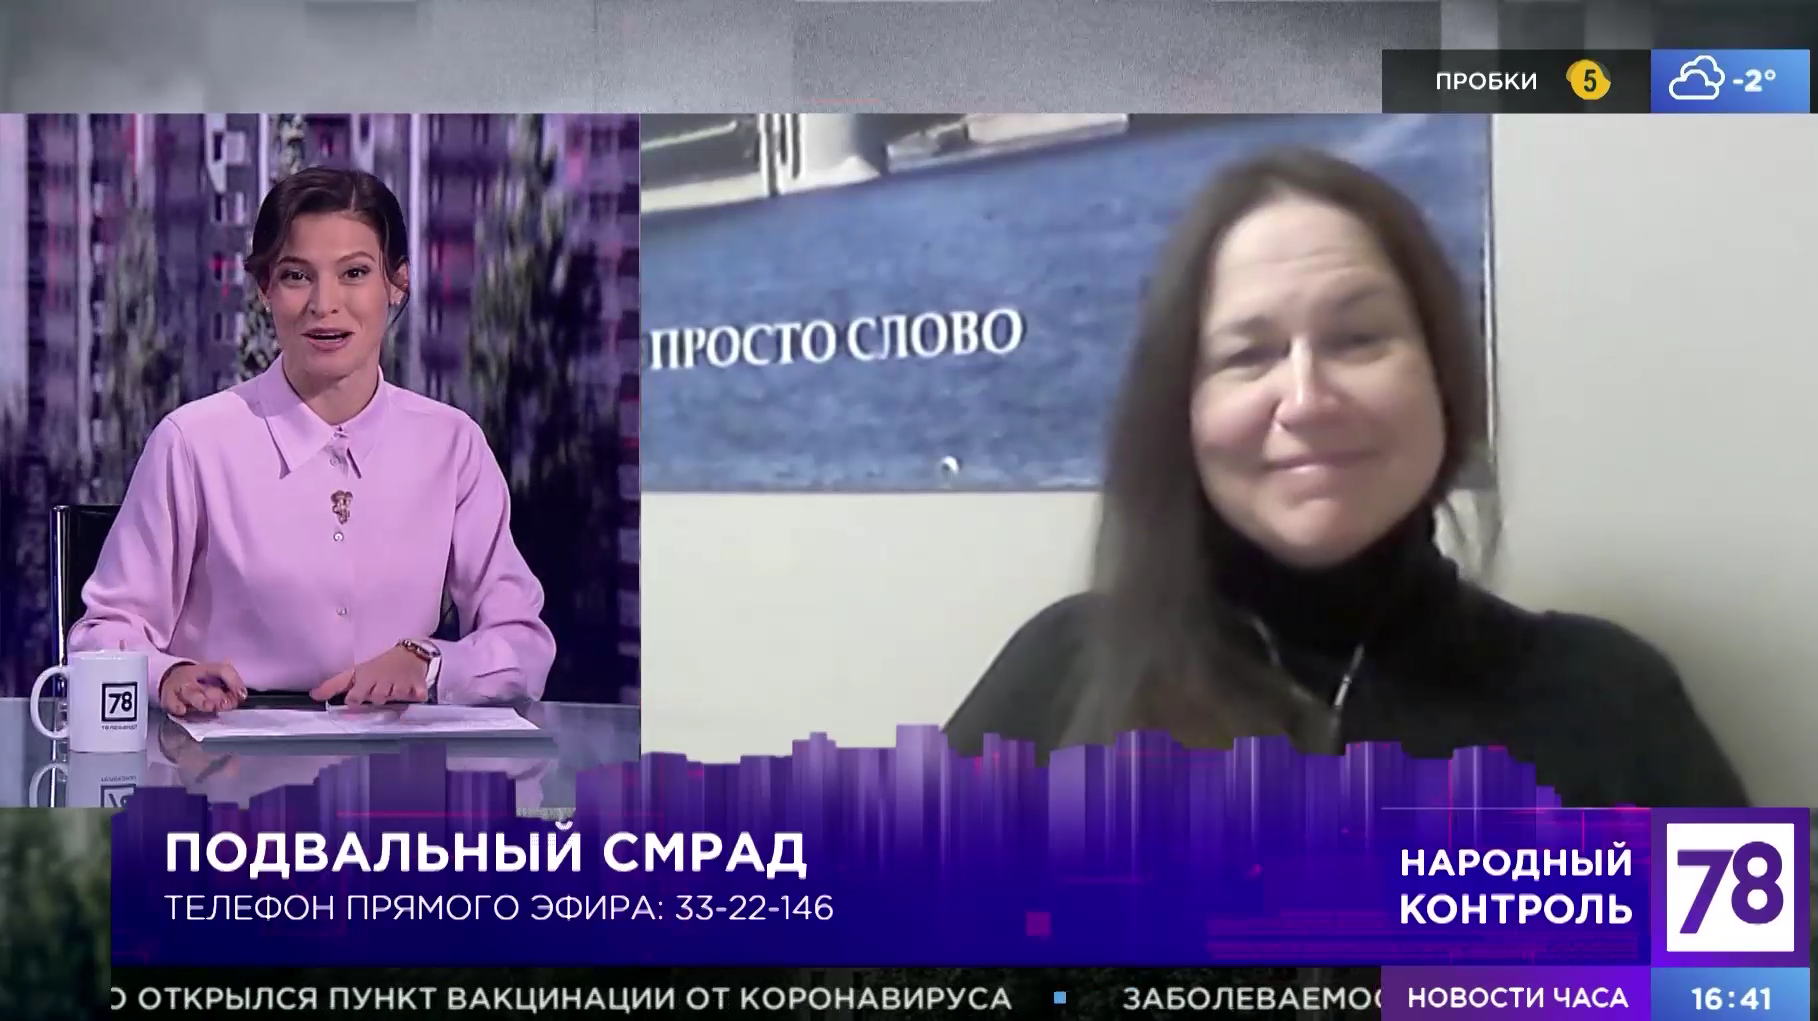 ПРОБКИ 5 -2°
ПРОСТО СЛОВО
78
ПОДВАЛЬНЫЙ СМРАД
ТЕЛЕФОН ПРЯМОГО ЭФИРА: 33-22-146
НАРОДНЫЙ
КОНТРОЛЬ
78
О ОТКРЫЛСЯ ПУНКТ ВАКЦИНАЦИИ ОТ КОРОНАВИРУСА ▪ ЗАБОЛЕВАЕМОС
НОВОСТИ ЧАСА
16:41